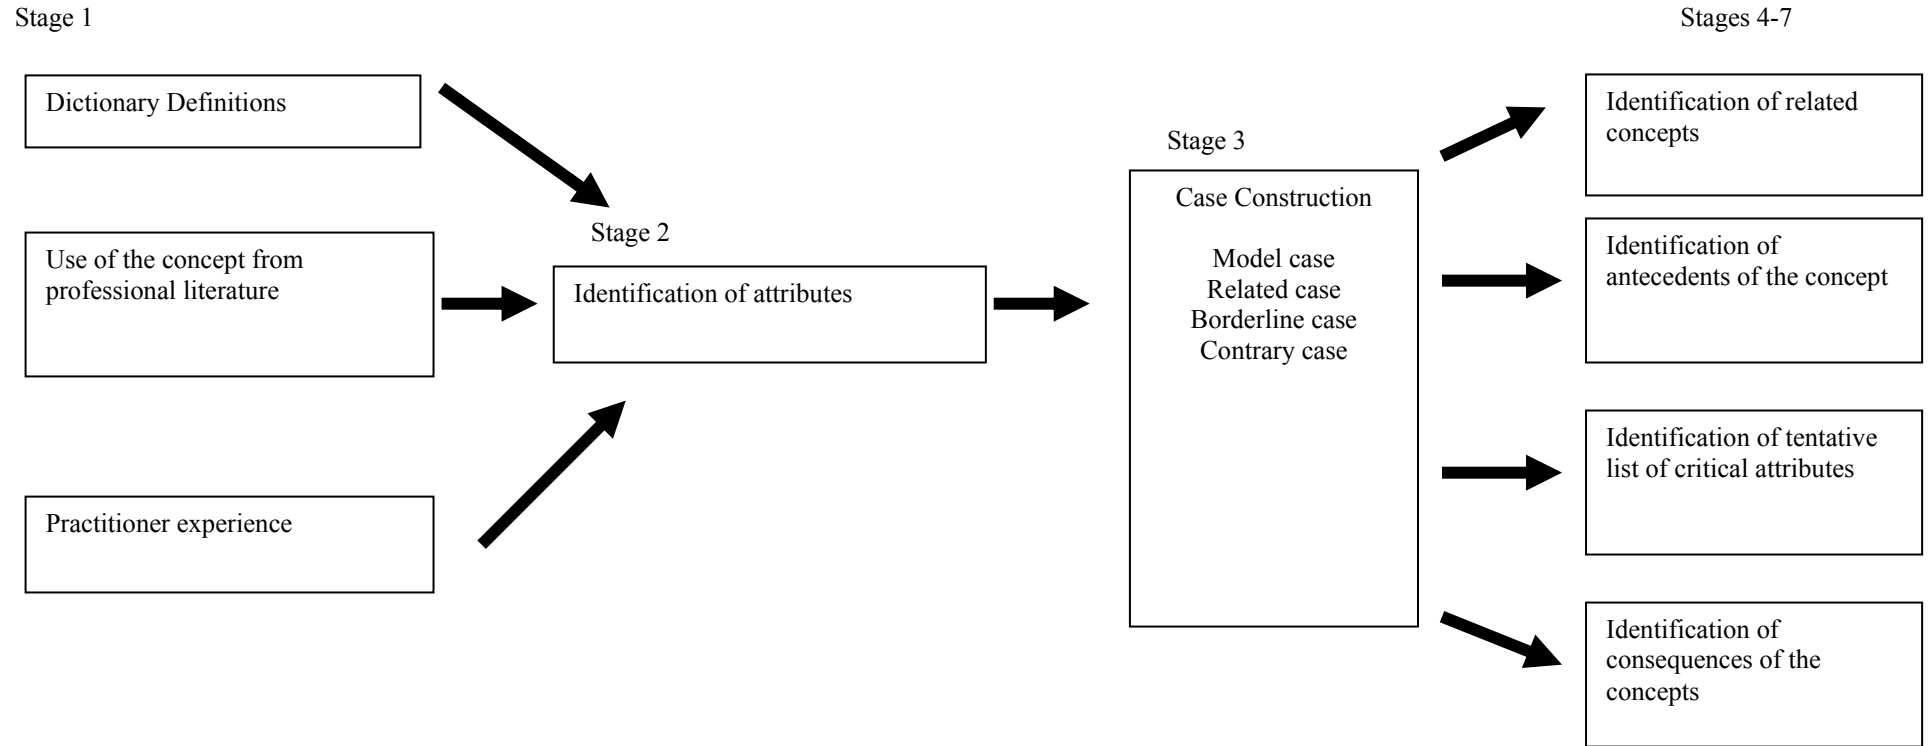 Stage 1
Stages 4-7
Dictionary Definitions
Use of the concept from
professional literature
Practitioner experience
Stage 2
Identification of attributes
Stage 3
Case Construction
Model case
Related case
Borderline case
Contrary case
Identification of related
concepts
Identification of
antecedents of the concept
Identification of tentative
list of critical attributes
Identification of
consequences of the
concepts